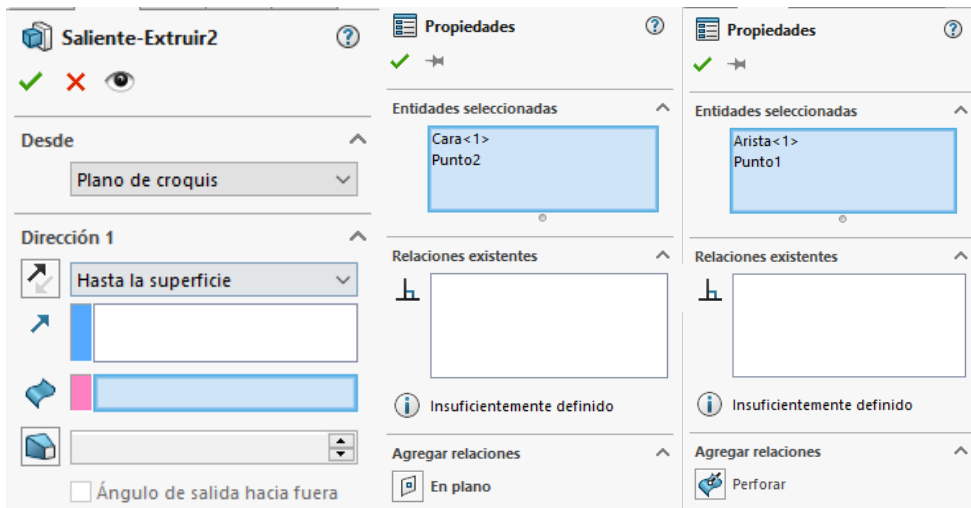 Saliente-Extruir2
Desde
Plano de croquis
Dirección 1
Hasta la superficie
Ángulo de salida hacia fuera
Propiedades
Entidades seleccionadas
Cara<1>
Punto2
Relaciones existentes
Insuficientemente definido
Agregar relaciones
En plano
Propiedades
Entidades seleccionadas
Arista<1>
Punto1
Relaciones existentes
Insuficientemente definido
Agregar relaciones
Perforar